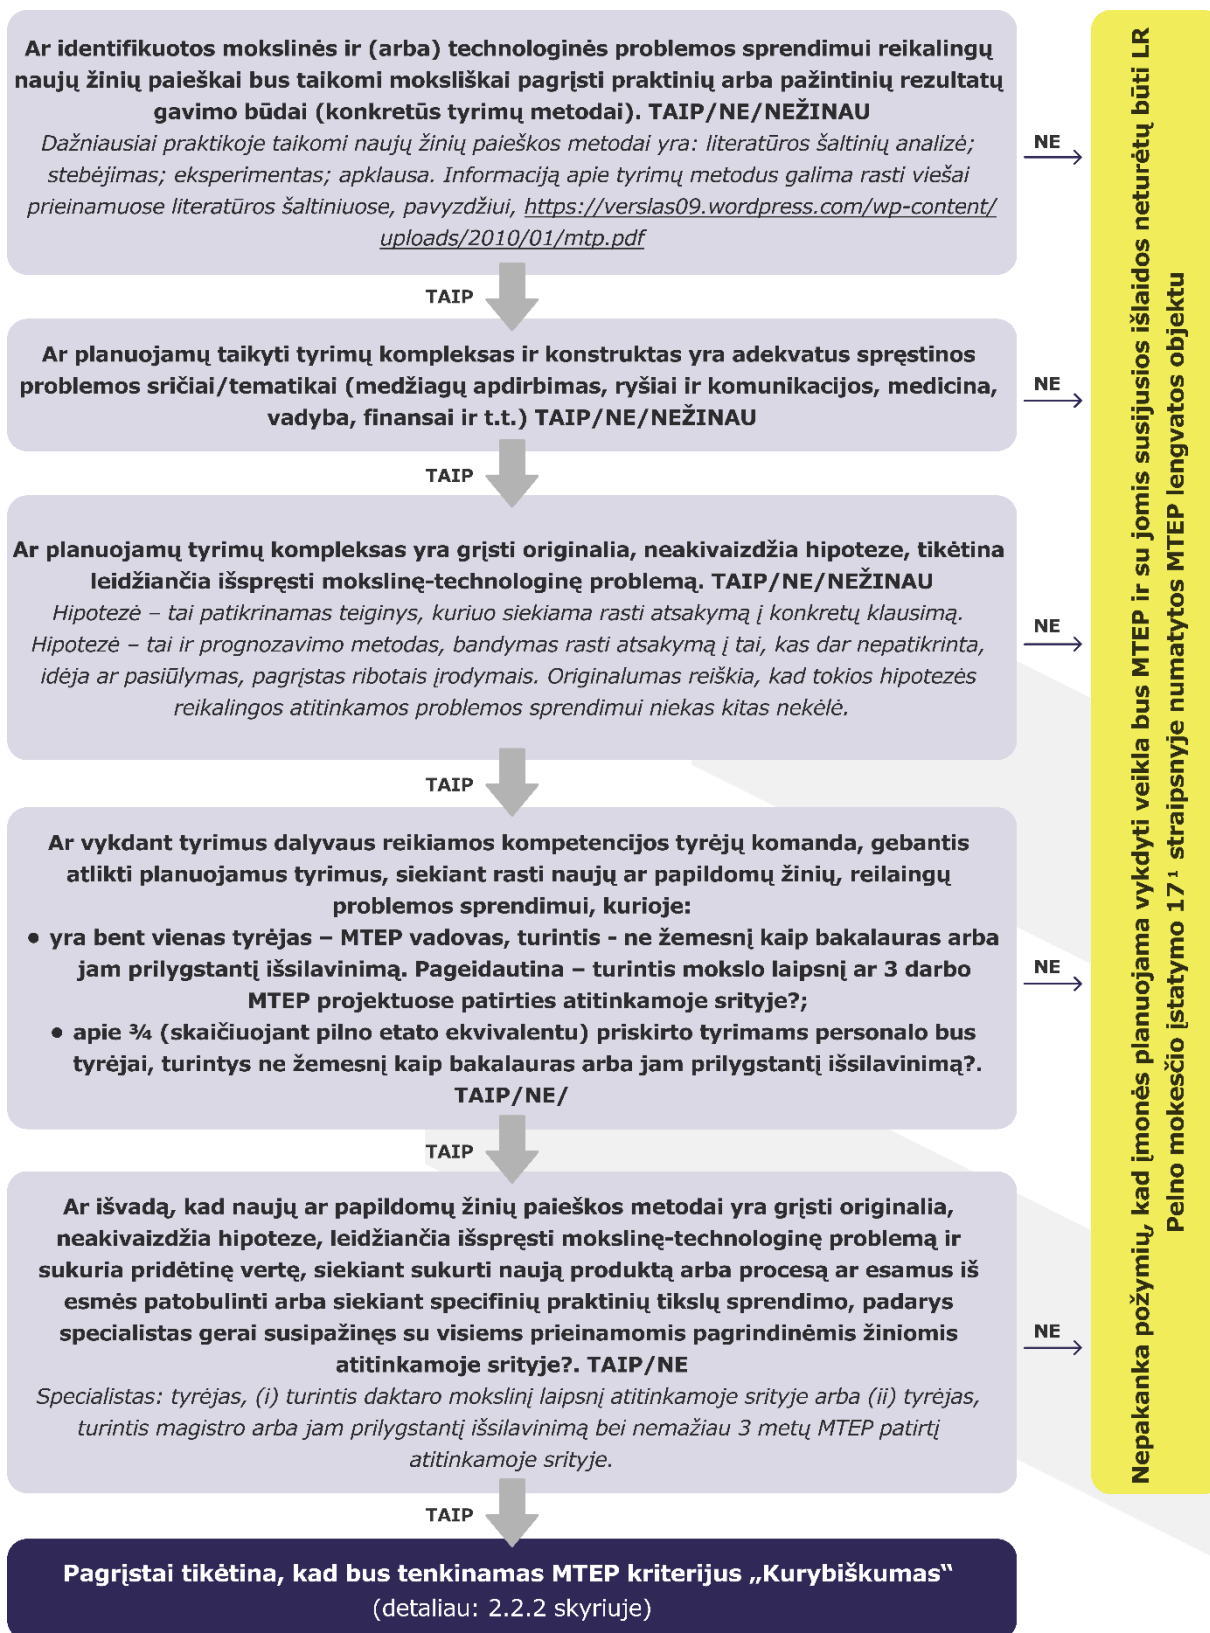 Ar identifikuotos mokslinės ir (arba) technologinės problemos sprendimui reikalingų
naujų žinių paieškai bus taikomi moksliškai pagrįsti praktinių arba pažintinių rezultatų
gavimo būdai (konkretūs tyrimų metodai). TAIP/NE/NEŽINAU
Dažniausiai praktikoje taikomi naujų žinių paieškos metodai yra: literatūros šaltinių analizė;
stebėjimas; eksperimentas; apklausa. Informaciją apie tyrimų metodus galima rasti viešai
prieinamuose literatūros šaltiniuose, pavyzdžiui, https://verslas09.wordpress.com/wp-content/
uploads/2010/01/mtp.pdf
NE
TAIP
Ar planuojamų taikyti tyrimų kompleksas ir konstruktas yra adekvatus spręstinos
problemos sričiai/tematikai (medžiagų apdirbimas, ryšiai ir komunikacijos, medicina,
vadyba, finansai ir t.t.) TAIP/NE/NEŽINAU
NE
TAIP
Ar planuojamų tyrimų kompleksas yra grįsti originalia, neakivaizdžia hipoteze, tikėtina
leidžiančia išspręsti mokslinę-technologinę problemą. TAIP/NE/NEŽINAU
Hipotezė – tai patikrinamas teiginys, kuriuo siekiama rasti atsakymą į konkretų klausimą.
Hipotezė – tai ir prognozavimo metodas, bandymas rasti atsakymą į tai, kas dar nepatikrinta,
idėja ar pasiūlymas, pagrįstas ribotais įrodymais. Originalumas reiškia, kad tokios hipotezės
reikalingos atitinkamos problemos sprendimui niekas kitas nekėlė.
NE
TAIP
Ar vykdant tyrimus dalyvaus reikiamos kompetencijos tyrėjų komanda, gebantis
atlikti planuojamus tyrimus, siekiant rasti naujų ar papildomų žinių, reilaingų
problemos sprendimui, kurioje:
• yra bent vienas tyrėjas – MTEP vadovas, turintis - ne žemesnį kaip bakalauras arba
jam prilygstantį išsilavinimą. Pageidautina – turintis mokslo laipsnį ar 3 darbo
MTEP projektuose patirties atitinkamoje srityje?;
• apie ¾ (skaičiuojant pilno etato ekvivalentu) priskirto tyrimams personalo bus
tyrėjai, turintys ne žemesnį kaip bakalauras arba jam prilygstantį išsilavinimą?.
TAIP/NE/
NE
TAIP
Ar išvadą, kad naujų ar papildomų žinių paieškos metodai yra grįsti originalia,
neakivaizdžia hipoteze, leidžiančia išspręsti mokslinę-technologinę problemą ir
sukuria pridėtinę vertę, siekiant sukurti naują produktą arba procesą ar esamus iš
esmės patobulinti arba siekiant specifinių praktinių tikslų sprendimo, padarys
specialistas gerai susipažinęs su visiems prieinamomis pagrindinėmis žiniomis
atitinkamoje srityje?. TAIP/NE
Specialistas: tyrėjas, (i) turintis daktaro mokslinį laipsnį atitinkamoje srityje arba (ii) tyrėjas,
turintis magistro arba jam prilygstantį išsilavinimą bei nemažiau 3 metų MTEP patirtį
atitinkamoje srityje.
NE
TAIP
Pagrįstai tikėtina, kad bus tenkinamas MTEP kriterijus „Kurybiškumas“
(detaliau: 2.2.2 skyriuje)
Nepakanka požymių, kad įmonės planuojama vykdyti veikla bus MTEP ir su jomis susijusios išlaidos neturėtų būti LR
Pelno mokesčio įstatymo 17¹ straipsnyje numatytos MTEP lengvatos objektu